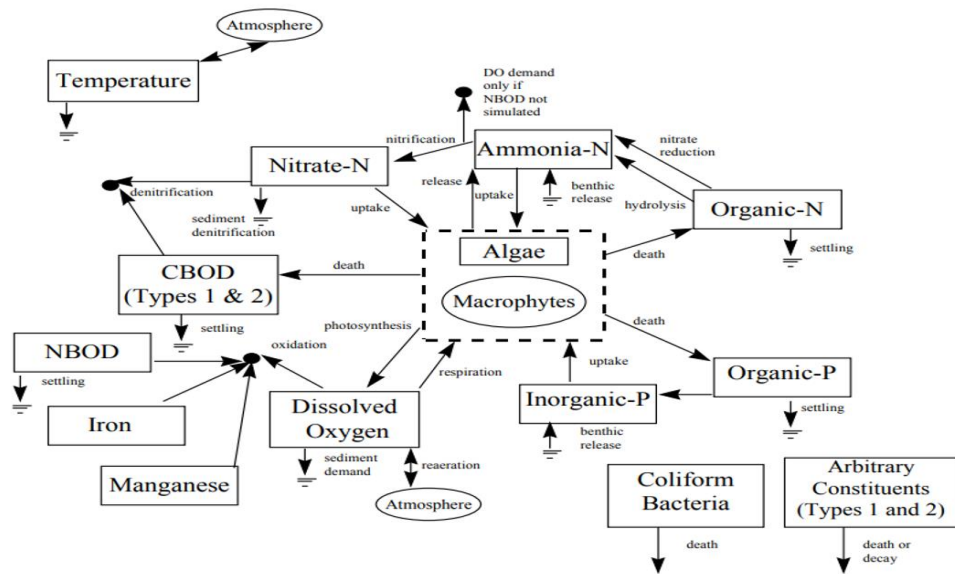 Atmosphere
Temperature
DO demand
only if
NBOD not
simulated
nitrification
Ammonia-N
nitrate
reduction
Nitrate-N
denitrification
release
uptake
benthic
release
hydrolysis
Organic-N
uptake
sediment
denitrification
settling
Algae
death
CBOD
(Types 1 & 2)
death
Macrophytes
settling
photosynthesis
death
NBOD
oxidation
respiration
uptake
Organic-P
settling
Iron
Dissolved
Oxygen
Inorganic-P
settling
sediment
demand
reaeration
benthic
release
Manganese
Atmosphere
Coliform
Bacteria
Arbitrary
Constituents
(Types 1 and 2)
death
death or
decay